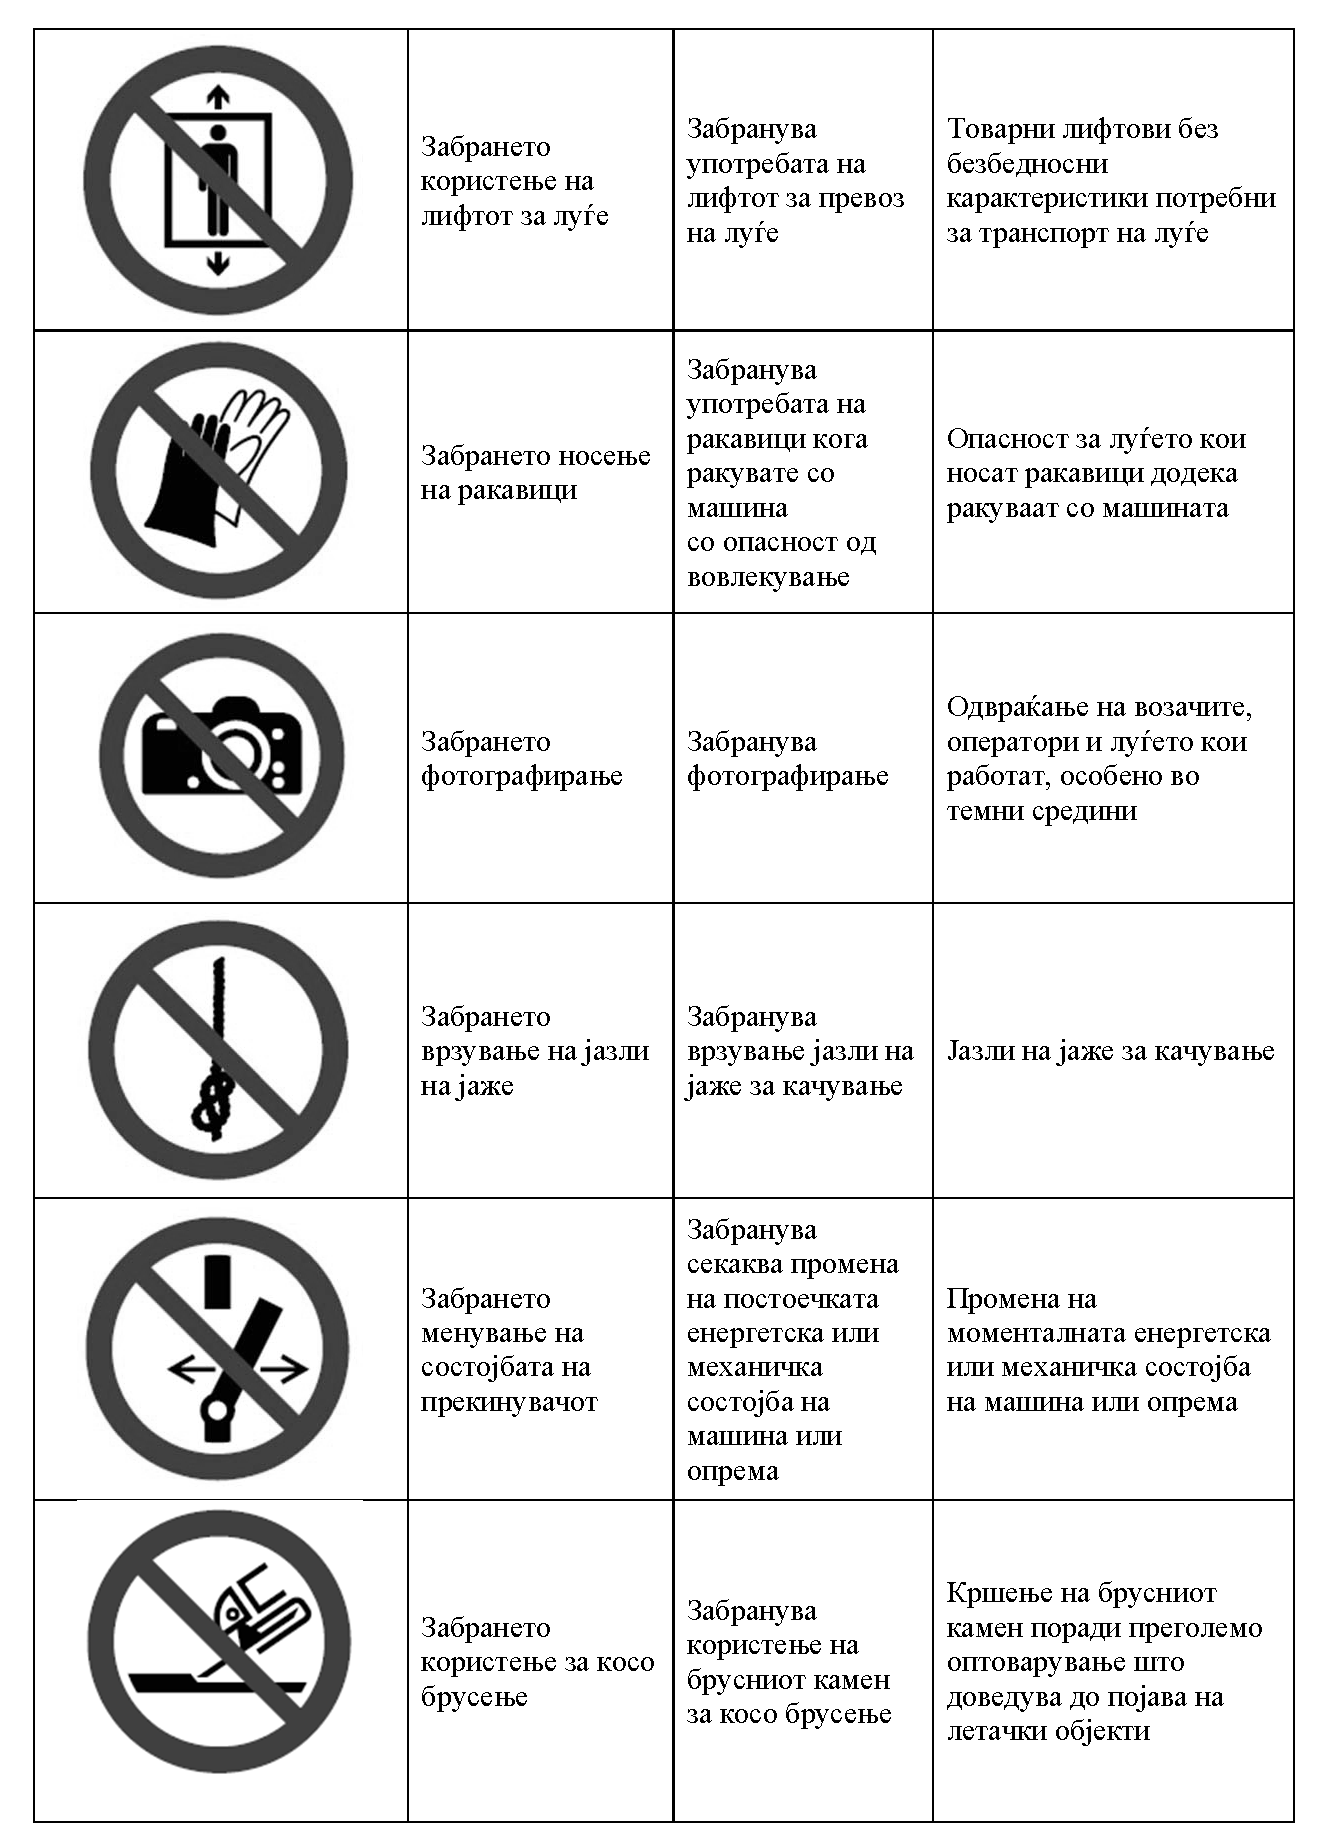 Забрането
користење на
лифтот за луѓе
Забранува
употребата на
лифтот за превоз
на луѓе
Товарни лифтови без
безбедносни
карактеристики потребни
за транспорт на луѓе
Забрането носење
на ракавици
Забранува
употребата на
ракавици кога
ракувате со
машина
со опасност од
вовлекување
Опасност за луѓето кои
носат ракавици додека
ракуваат со машината
Забрането
фотографирање
Забранува
фотографирање
Одвраќање на возачите,
оператори и луѓето кои
работат, особено во
темни средини
Забрането
врзување на јазли
на јаже
Забранува
врзување јазли на
јаже за качување
Јазли на јаже за качување
Забрането
менување на
состојбата на
прекинувачот
Забранува
секаква промена
на постоечката
енергетска или
механичка
состојба на
машина или
опрема
Промена на
моменталната енергетска
или механичка состојба
на машина или опрема
Забрането
користење за косо
брусење
Забранува
користење на
брусниот камен
за косо брусење
Кршење на брусниот
камен поради преголемо
оптоварување што
доведува до појава на
летачки објекти